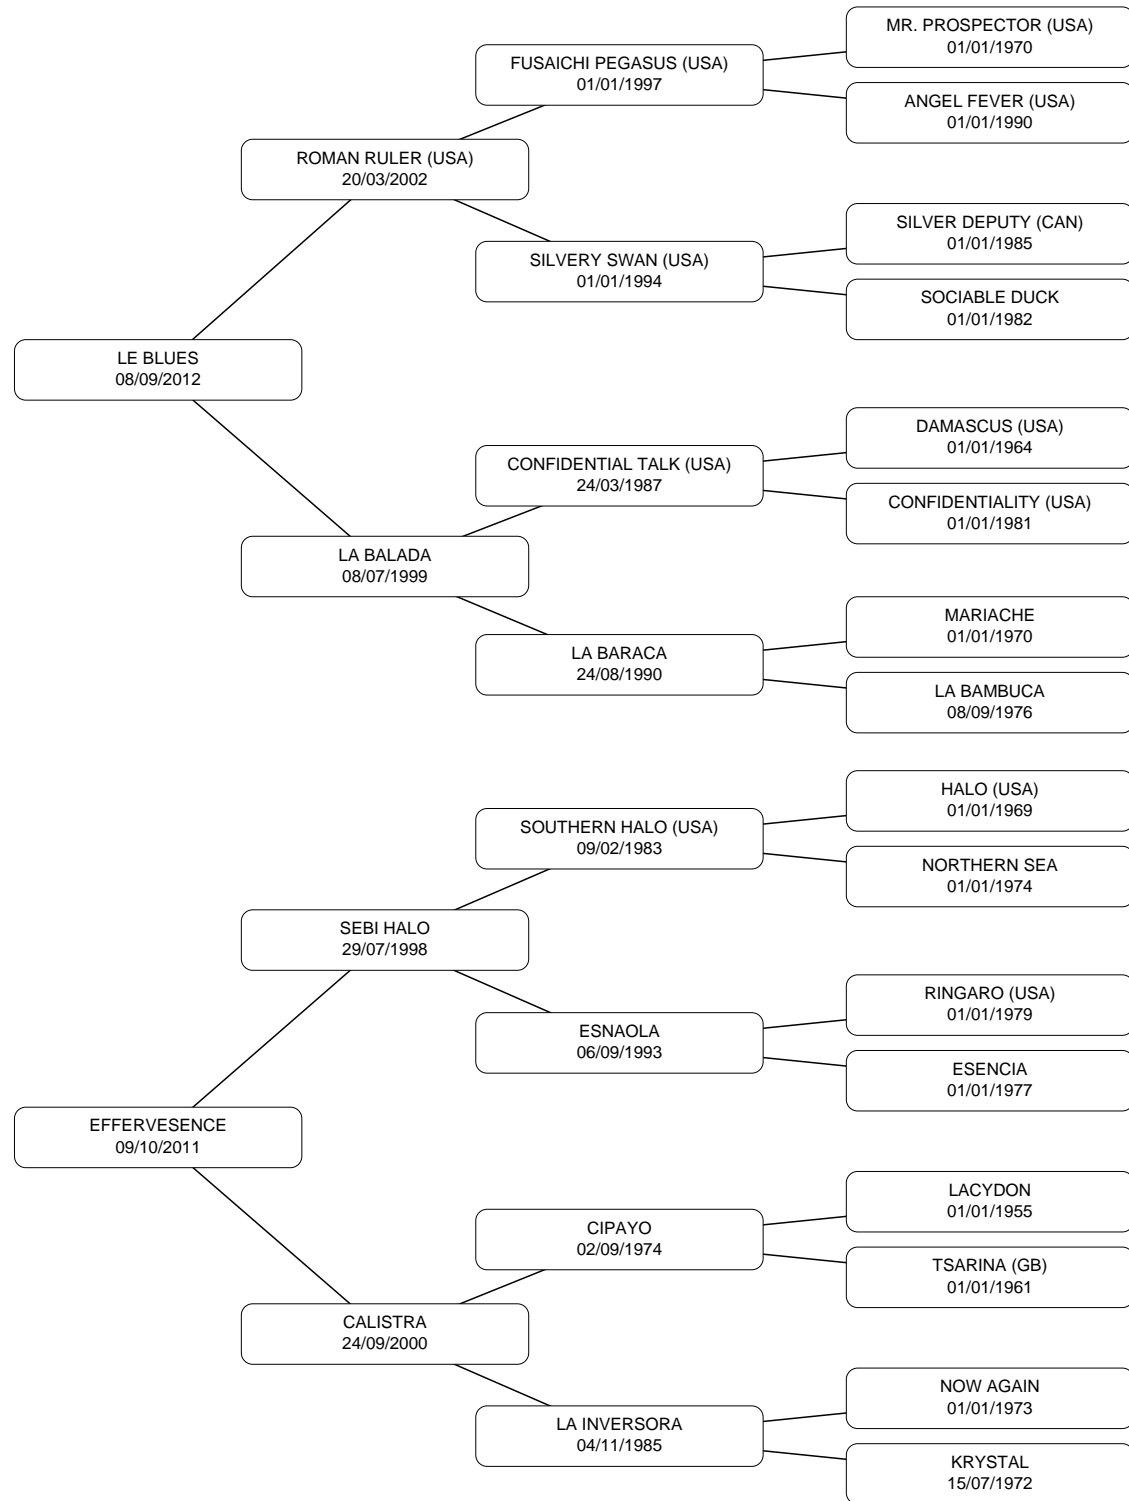 MR. PROSPECTOR (USA)
01/01/1970
FUSAICHI PEGASUS (USA)
01/01/1997
ANGEL FEVER (USA)
01/01/1990
ROMAN RULER (USA)
20/03/2002
SILVER DEPUTY (CAN)
01/01/1985
SILVERY SWAN (USA)
01/01/1994
SOCIABLE DUCK
01/01/1982
LE BLUES
08/09/2012
DAMASCUS (USA)
01/01/1964
CONFIDENTIAL TALK (USA)
24/03/1987
CONFIDENTIALITY (USA)
01/01/1981
LA BALADA
08/07/1999
MARIACHE
01/01/1970
LA BARACA
24/08/1990
LA BAMBUCA
08/09/1976
HALO (USA)
01/01/1969
SOUTHERN HALO (USA)
09/02/1983
NORTHERN SEA
01/01/1974
SEBI HALO
29/07/1998
RINGARO (USA)
01/01/1979
ESNAOLA
06/09/1993
ESENCIA
01/01/1977
EFFERVESENCE
09/10/2011
LACYDON
01/01/1955
CIPAYO
02/09/1974
TSARINA (GB)
01/01/1961
CALISTRA
24/09/2000
NOW AGAIN
01/01/1973
LA INVERSORA
04/11/1985
KRYSTAL
15/07/1972